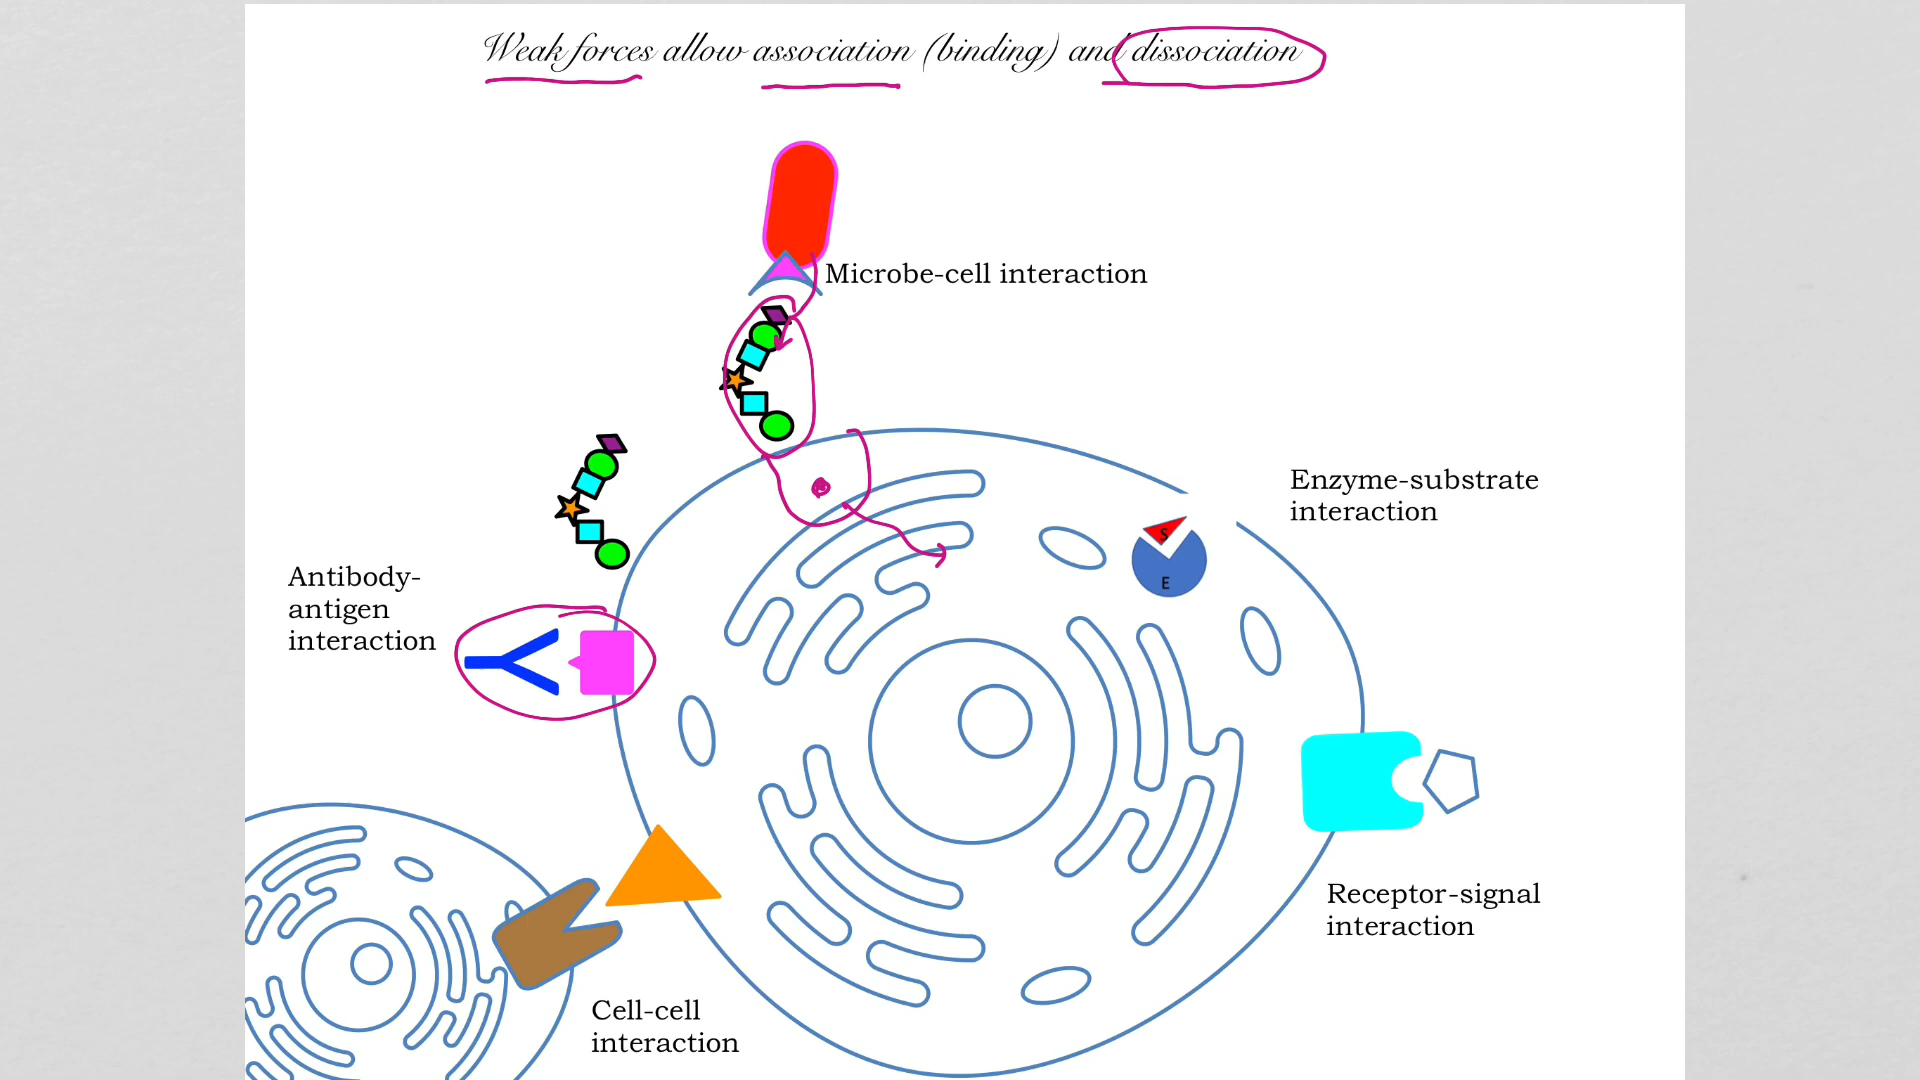 Weak forces allow association (binding) and dissociation
Microbe-cell interaction
Enzyme-substrate
interaction
S
E
Antibody-
antigen
interaction
Receptor-signal
interaction
Cell-cell
interaction